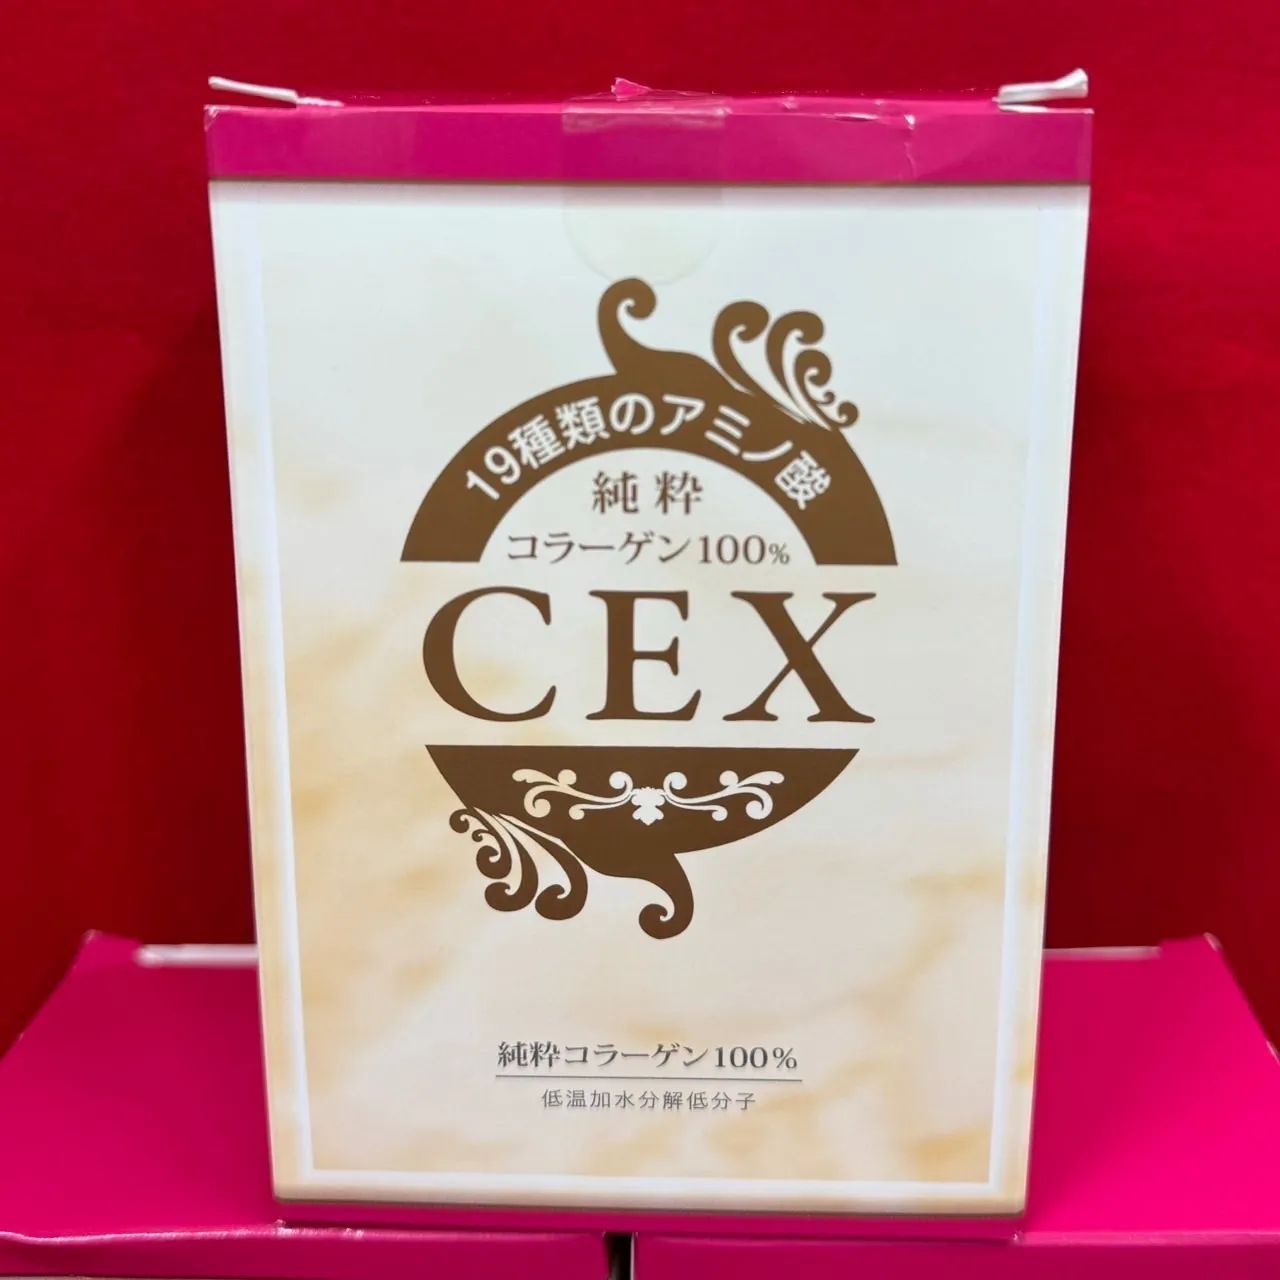 19種類のアミノ酸
純粋
コラーゲン100%
CEX
純粋コラーゲン100%
低温加水分解低分子